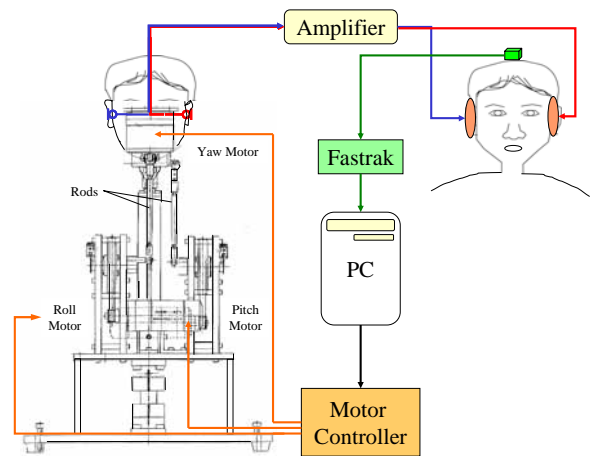 Amplifier
Yaw Motor
Fastrak
Rods
PC
Roll
Motor
Pitch
Motor
Motor
Controller